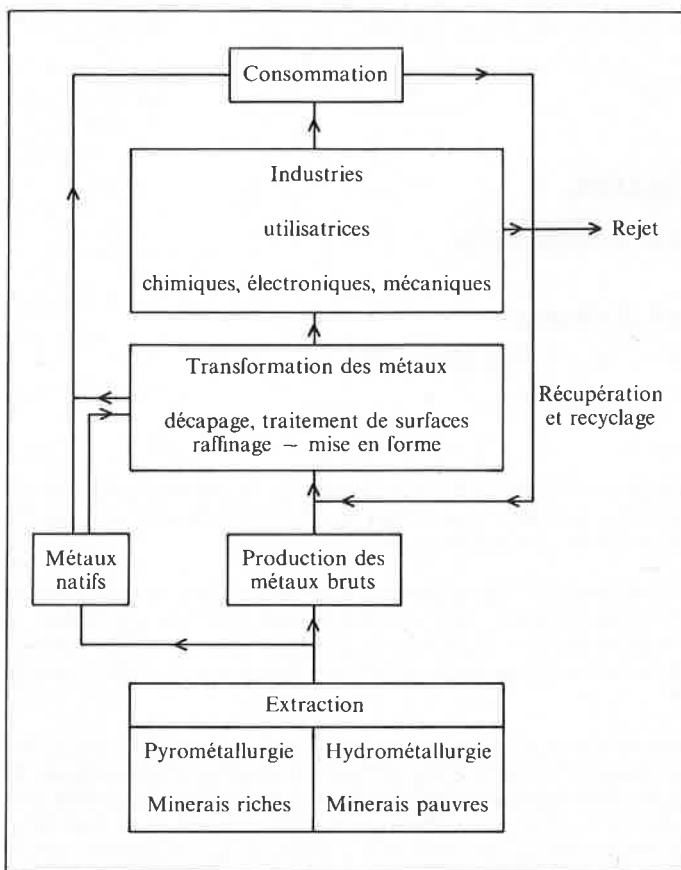 Consommation
Industries
utilisatrices
chimiques, électroniques, mécaniques
Rejet
Transformation des métaux
décapage, traitement de surfaces
raffinage — mise en forme
Récupération
et recyclage
Métaux
natifs
Production des
métaux bruts
Extraction
Pyrométallurgie
Minerais riches
Hydrométallurgie
Minerais pauvres